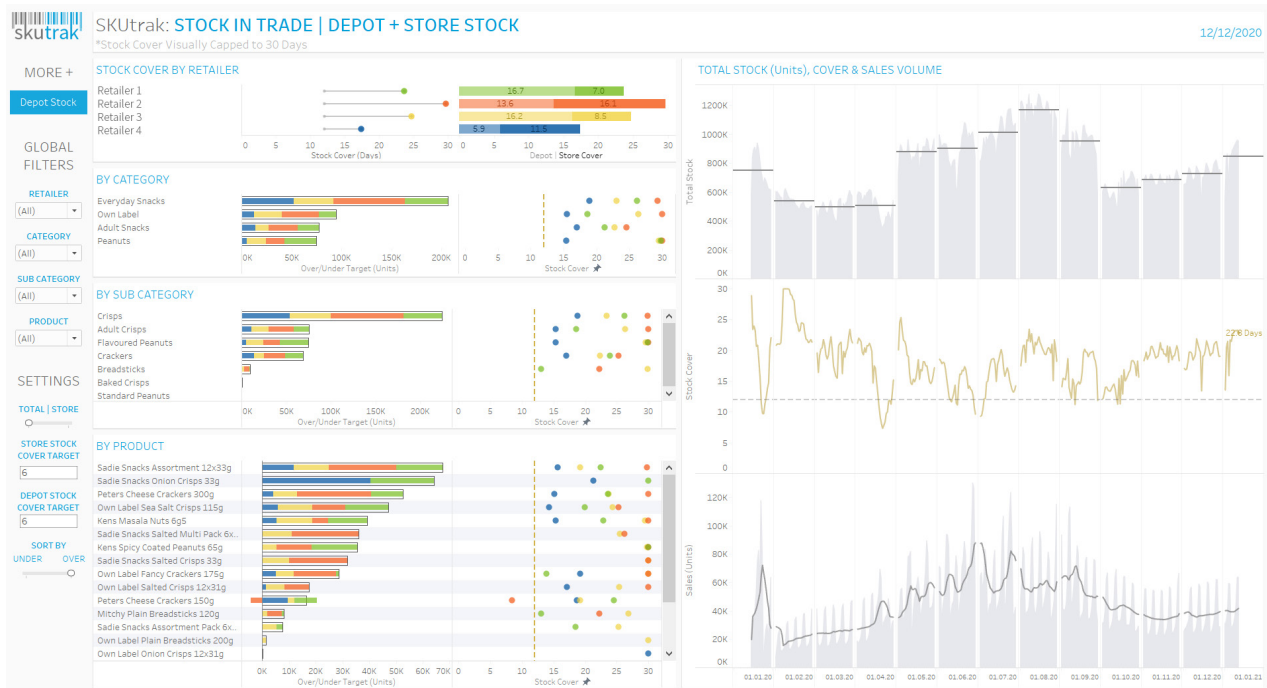 skutrak
SKUtrak: STOCK IN TRADE | DEPOT + STORE STOCK
*Stock Cover Visually Capped to 30 Days
12/12/2020
MORE +
Depot Stock
GLOBAL
FILTERS
RETAILER
(All)
CATEGORY
(All)
SUB CATEGORY
(All)
PRODUCT
(All)
SETTINGS
TOTAL | STORE
STORE STOCK
COVER TARGET
6
DEPOT STOCK
COVER TARGET
6
SORT BY
UNDER OVER
STOCK COVER BY RETAILER
Retailer 1 16.7 7.0
Retailer 2 13.6 16.1
Retailer 3 16.2 8.5
Retailer 4 5.9 11.5
0 5 10 15 20 25 30 0 5 10 15 20 25 30
Stock Cover (Days) Depot | Store Cover
BY CATEGORY
Everyday Snacks
Own Label
Adult Snacks
Peanuts
0K 50K 100K 150K 200K 0 5 10 15 20 25 30
Over/Under Target (Units) Stock Cover
BY SUB CATEGORY
Crisps
Adult Crisps
Flavoured Peanuts
Crackers
Breadsticks
Baked Crisps
Standard Peanuts
0K 50K 100K 150K 200K 0 5 10 15 20 25 30
Over/Under Target (Units) Stock Cover
BY PRODUCT
Sadie Snacks Assortment 12x33g
Sadie Snacks Onion Crisps 33g
Peters Cheese Crackers 300g
Own Label Sea Salt Crisps 115g
Kens Masala Nuts 6g5
Sadie Snacks Salted Multi Pack 6x..
Kens Spicy Coated Peanuts 65g
Sadie Snacks Salted Crisps 33g
Own Label Fancy Crackers 175g
Own Label Salted Crisps 12x31g
Peters Cheese Crackers 150g
Mitchy Plain Breadsticks 120g
Sadie Snacks Assortment Pack 6x..
Own Label Plain Breadsticks 200g
Own Label Onion Crisps 12x31g
0K 10K 20K 30K 40K 50K 60K 70K 0 5 10 15 20 25 30
Over/Under Target (Units) Stock Cover
TOTAL STOCK (Units), COVER & SALES VOLUME
Total Stock
1200K
1000K
800K
600K
400K
200K
0K
Stock Cover
30
25
20
15
10
5
0
Days
Sales (Units)
120K
100K
80K
60K
40K
20K
0K
01.01.20 01.02.20 01.03.20 01.04.20 01.05.20 01.06.20 01.07.20 01.08.20 01.09.20 01.10.20 01.11.20 01.12.20 01.01.21